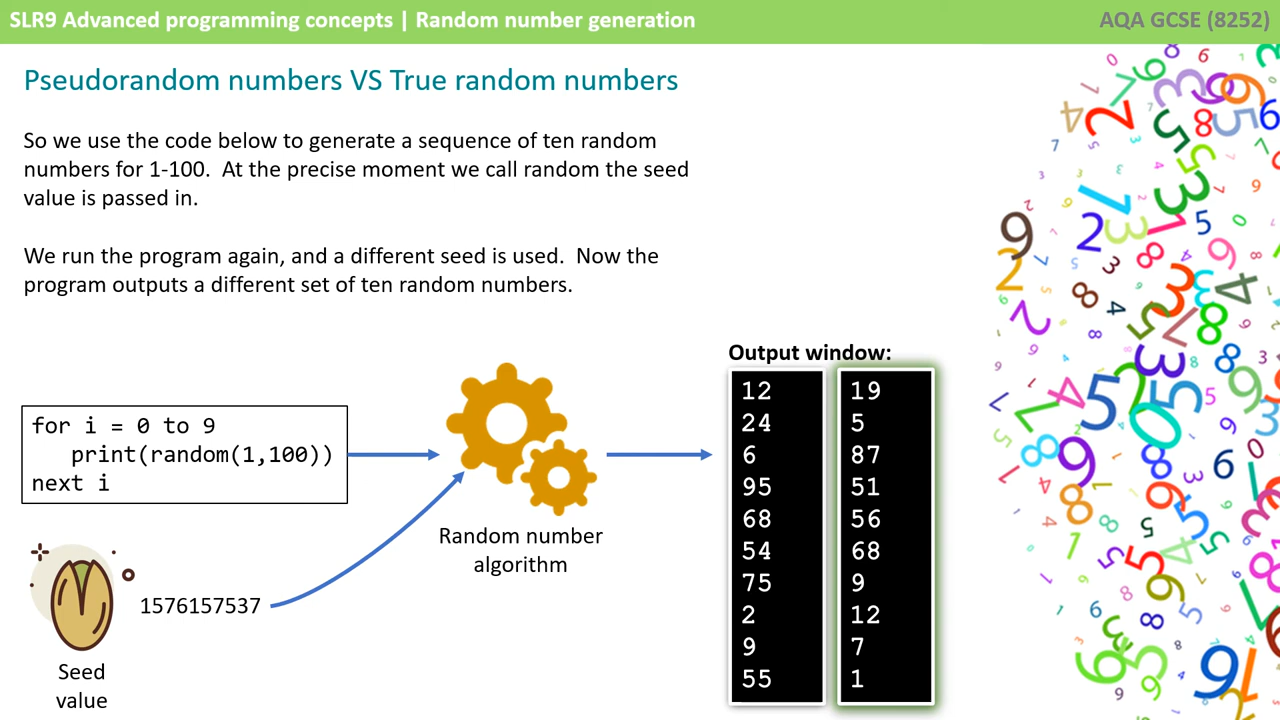 SLR9 Advanced programming concepts | Random number generation
AQA GCSE (8252)
Pseudorandom numbers VS True random numbers
So we use the code below to generate a sequence of ten random
numbers for 1-100. At the precise moment we call random the seed
value is passed in.
We run the program again, and a different seed is used. Now the
program outputs a different set of ten random numbers.
for i = 0 to 9
print(random(1,100))
next i
1576157537
Seed
value
Random number
algorithm
Output window:
12
24
6
95
68
54
75
2
9
55
19
5
87
51
56
68
9
12
7
1